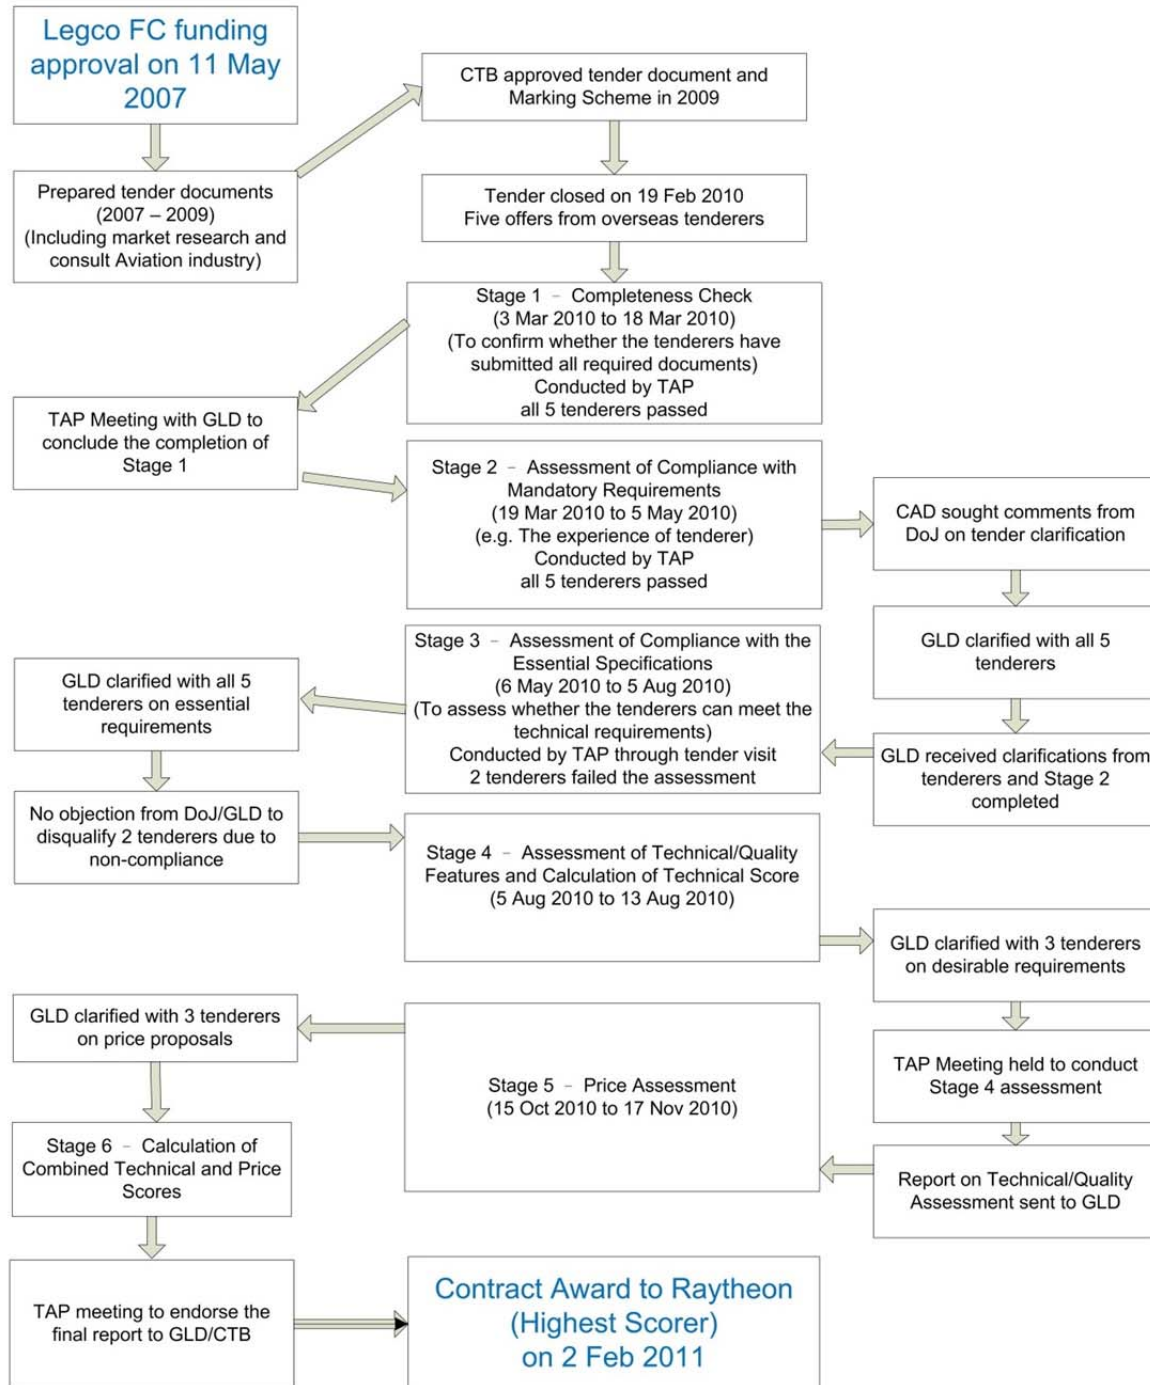 Legco FC funding
approval on 11 May
2007
Prepared tender documents
(2007 – 2009)
(Including market research and
consult Aviation industry)
CTB approved tender document and
Marking Scheme in 2009
Tender closed on 19 Feb 2010
Five offers from overseas tenderers
Stage 1 – Completeness Check
(3 Mar 2010 to 18 Mar 2010)
(To confirm whether the tenderers have
submitted all required documents)
Conducted by TAP
all 5 tenderers passed
TAP Meeting with GLD to
conclude the completion of
Stage 1
Stage 2 – Assessment of Compliance with
Mandatory Requirements
(19 Mar 2010 to 5 May 2010)
(e.g. The experience of tenderer)
Conducted by TAP
all 5 tenderers passed
CAD sought comments from
DoJ on tender clarification
GLD clarified with all 5
tenderers
GLD received clarifications from
tenderers and Stage 2
completed
Stage 3 – Assessment of Compliance with the
Essential Specifications
(6 May 2010 to 5 Aug 2010)
(To assess whether the tenderers can meet the
technical requirements)
Conducted by TAP through tender visit
2 tenderers failed the assessment
GLD clarified with all 5
tenderers on essential
requirements
No objection from DoJ/GLD to
disqualify 2 tenderers due to
non-compliance
Stage 4 – Assessment of Technical/Quality
Features and Calculation of Technical Score
(5 Aug 2010 to 13 Aug 2010)
GLD clarified with 3 tenderers
on desirable requirements
TAP Meeting held to conduct
Stage 4 assessment
Report on Technical/Quality
Assessment sent to GLD
Stage 5 – Price Assessment
(15 Oct 2010 to 17 Nov 2010)
GLD clarified with 3 tenderers
on price proposals
Stage 6 – Calculation of
Combined Technical and Price
Scores
TAP meeting to endorse the
final report to GLD/CTB
Contract Award to Raytheon
(Highest Scorer)
on 2 Feb 2011